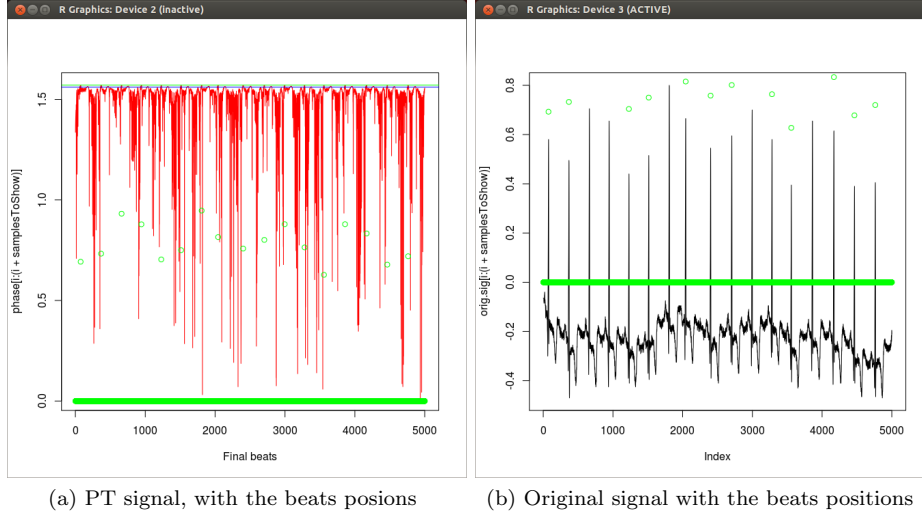 R Graphics: Device 2 (inactive)
phase[i:(i + samplesToShow)]
1.5
1.0
0.5
0.0
0 1000 2000 3000 4000 5000
Final beats
(a) PT signal, with the beats posions
R Graphics: Device 3 (ACTIVE)
orig.sig[i:(i + samplesToShow)]
0.8
0.6
0.4
0.2
0.0
-0.2
-0.4
0 1000 2000 3000 4000 5000
Index
(b) Original signal with the beats positions